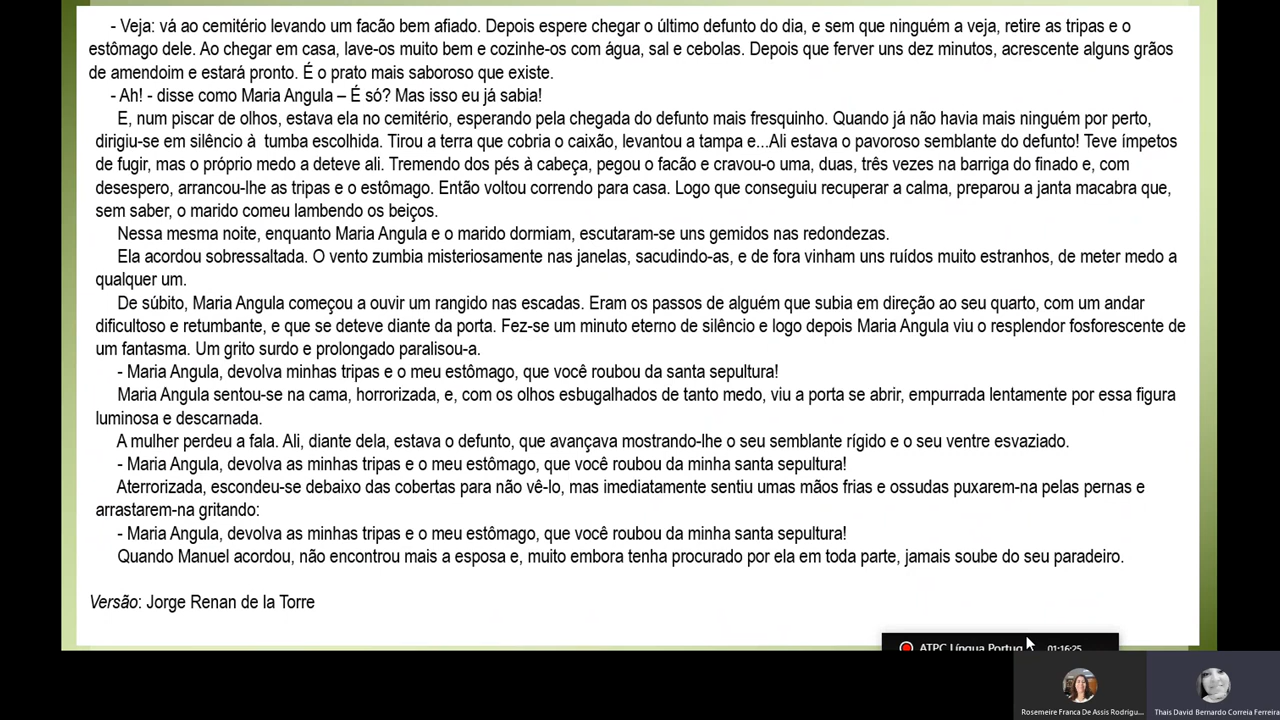 - Veja: vá ao cemitério levando um facão bem afiado. Depois espere chegar o último defunto do dia, e sem que ninguém a veja, retire as tripas e o
estômago dele. Ao chegar em casa, lave-os muito bem e cozinhe-os com água, sal e cebolas. Depois que ferver uns dez minutos, acrescente alguns grãos
de amendoim e estará pronto. É o prato mais saboroso que existe.
- Ah! - disse como Maria Angula – É só? Mas isso eu já sabia!
E, num piscar de olhos, estava ela no cemitério, esperando pela chegada do defunto mais fresquinho. Quando já não havia mais ninguém por perto,
dirigiu-se em silêncio à tumba escolhida. Tirou a terra que cobria o caixão, levantou a tampa e...Ali estava o pavoroso semblante do defunto! Teve ímpetos
de fugir, mas o próprio medo a deteve ali. Tremendo dos pés à cabeça, pegou o facão e cravou-o uma, duas, três vezes na barriga do finado e, com
desespero, arrancou-lhe as tripas e o estômago. Então voltou correndo para casa. Logo que conseguiu recuperar a calma, preparou a janta macabra que,
sem saber, o marido comeu lambendo os beiços.
Nessa mesma noite, enquanto Maria Angula e o marido dormiam, escutaram-se uns gemidos nas redondezas.
Ela acordou sobressaltada. O vento zumbia misteriosamente nas janelas, sacudindo-as, e de fora vinham uns ruídos muito estranhos, de meter medo a
qualquer um.
De súbito, Maria Angula começou a ouvir um rangido nas escadas. Eram os passos de alguém que subia em direção ao seu quarto, com um andar
dificultoso e retumbante, e que se deteve diante da porta. Fez-se um minuto eterno de silêncio e logo depois Maria Angula viu o resplendor fosforescente de
um fantasma. Um grito surdo e prolongado paralisou-a.
- Maria Angula, devolva minhas tripas e o meu estômago, que você roubou da santa sepultura!
Maria Angula sentou-se na cama, horrorizada, e, com os olhos esbugalhados de tanto medo, viu a porta se abrir, empurrada lentamente por essa figura
luminosa e descarnada.
A mulher perdeu a fala. Ali, diante dela, estava o defunto, que avançava mostrando-lhe o seu semblante rígido e o seu ventre esvaziado.
- Maria Angula, devolva as minhas tripas e o meu estômago, que você roubou da minha santa sepultura!
Aterrorizada, escondeu-se debaixo das cobertas para não vê-lo, mas imediatamente sentiu umas mãos frias e ossudas puxarem-na pelas pernas e
arrastarem-na gritando:
- Maria Angula, devolva as minhas tripas e o meu estômago, que você roubou da minha santa sepultura!
Quando Manuel acordou, não encontrou mais a esposa e, muito embora tenha procurado por ela em toda parte, jamais soube do seu paradeiro.
Versão: Jorge Renan de la Torre
ATPC Língua Portug 01:16:25
Rosemeire Franca De Assis Rodrigu... Thais David Bernardo Correia Ferreira